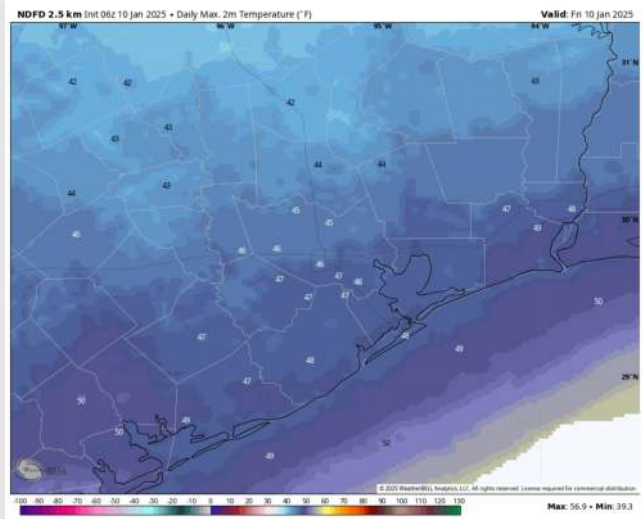 NDFD 2.5 km Init 06z 10 Jan 2025 • Daily Max. 2m Temperature (°F)
Valid: Fri 10 Jan 2025
97°W 96°W 95°W 94°W
31°N
42 42 43
42
43 43
44 44
43
44
45 47 48
46 45 49 30°N
46 46
46
47 47 48
47 47
50
47 48 49
48
29°N
47
50
49
50 50
49
© 2025 WeatherBELL Analytics, LLC. All rights reserved. License required for commercial distribution.
-100 -90 -80 -70 -60 -50 -40 -30 -20 -10 0 10 20 30 40 50 60 70 80 90 100 110 120 130
Max: 56.9 • Min: 39.3